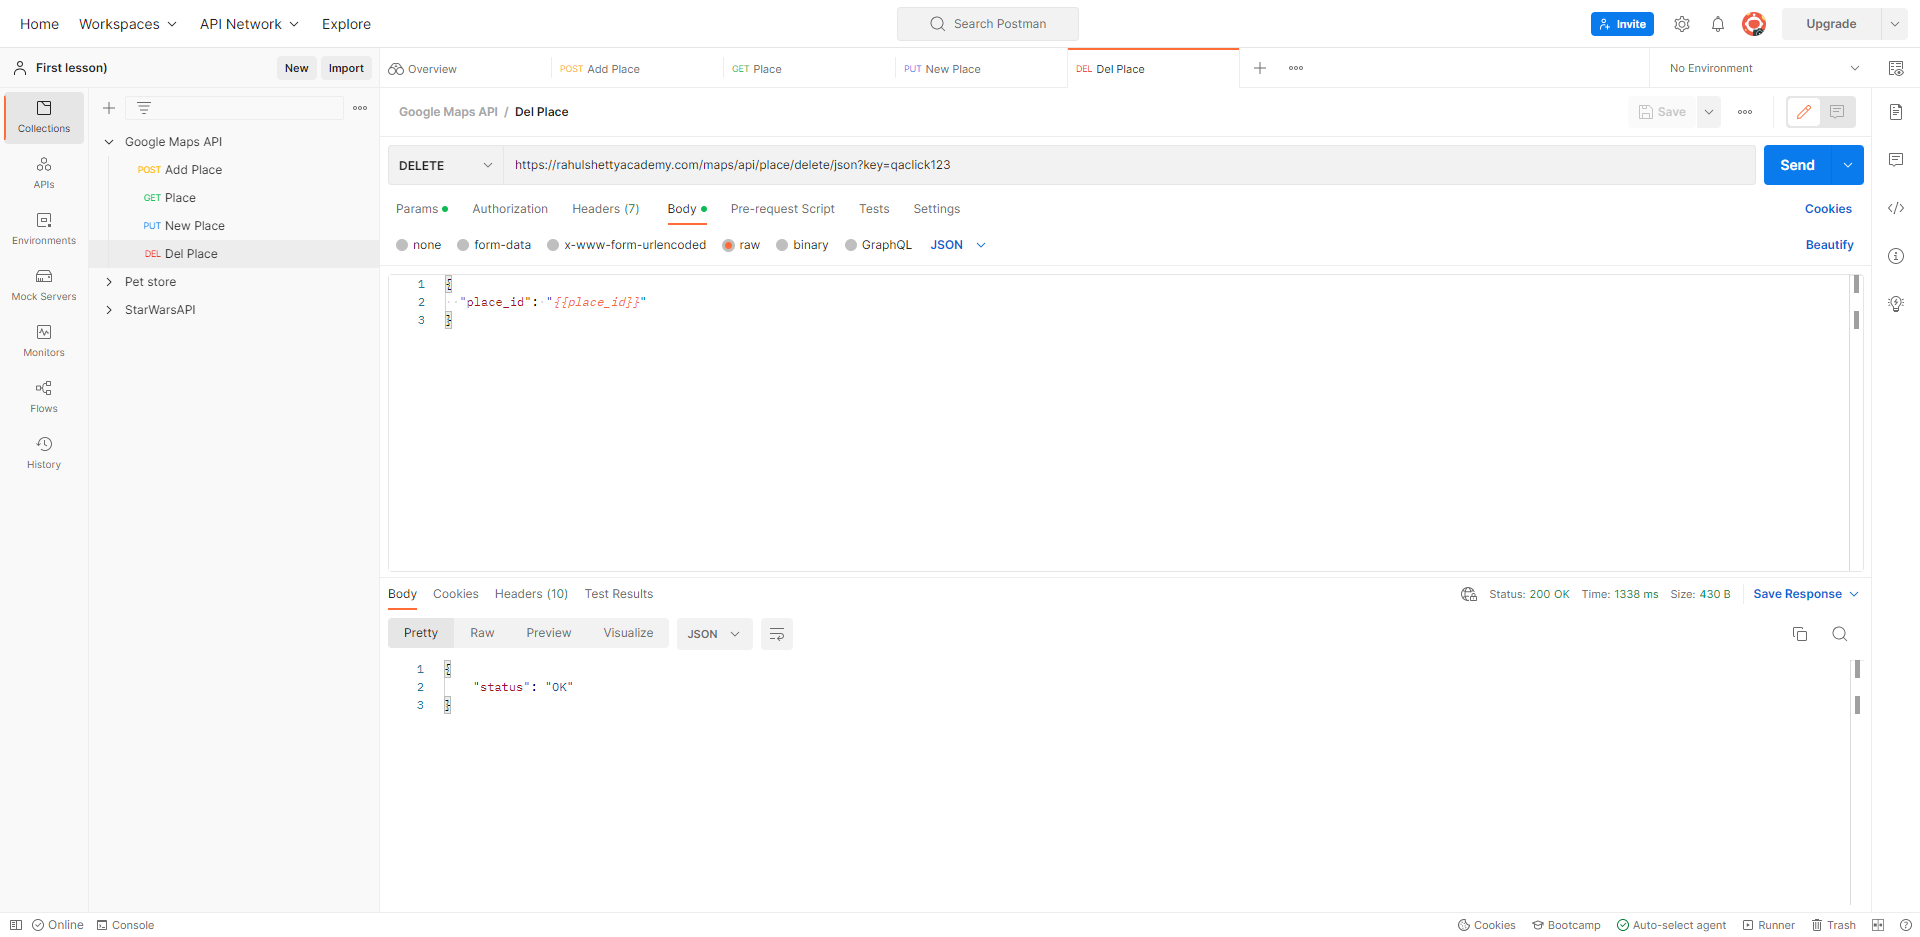 Home Workspaces API Network Explore Search Postman Invite Upgrade
First lesson) New Import Overview POST Add Place GET Place PUT New Place DEL Del Place No Environment
Collections
APIs
Environments
Mock Servers
Monitors
Flows
History
Google Maps API
POST Add Place
GET Place
PUT New Place
DEL Del Place
Pet store
StarWarsAPI
Google Maps API / Del Place Save
DELETE https://rahulshettyacademy.com/maps/api/place/delete/json?key=qaclick123 Send
Params Authorization Headers (7) Body Pre-request Script Tests Settings Cookies
none form-data x-www-form-urlencoded raw binary GraphQL JSON Beautify
1 {
2 "place_id": "{{place_id}}"
3 }
Body Cookies Headers (10) Test Results Status: 200 OK Time: 1338 ms Size: 430 B Save Response
Pretty Raw Preview Visualize JSON
1 {
2 "status": "OK"
3 }
Online Console Cookies Bootcamp Auto-select agent Runner Trash